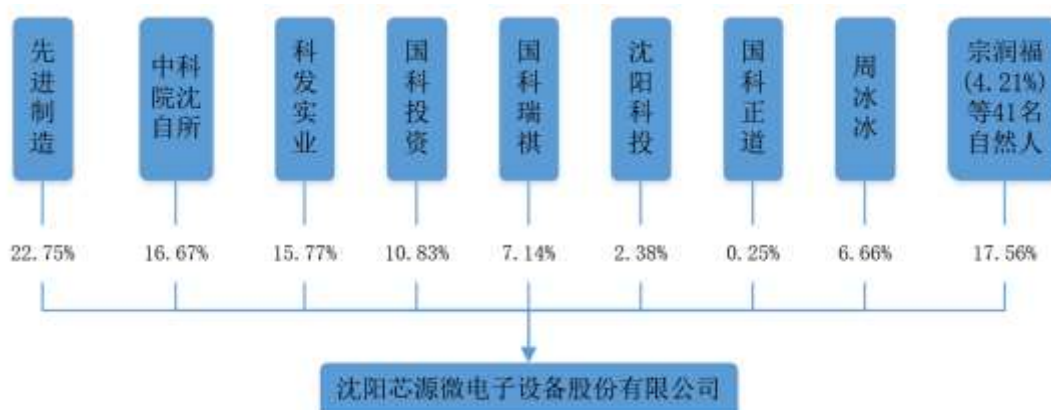 先进制造
中科院沈自所
科发实业
国科投资
国科瑞祺
沈阳科投
国科正道
周冰冰
宗润福
(4.21%)
等41名
自然人
22.75%
16.67%
15.77%
10.83%
7.14%
2.38%
0.25%
6.66%
17.56%
沈阳芯源微电子设备股份有限公司